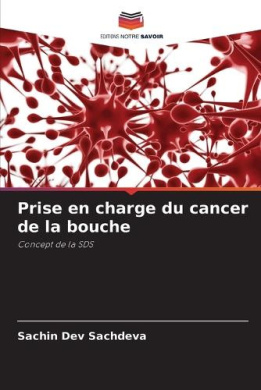 EDITIONS NOTRE SAVOIR
Prise en charge du cancer
de la bouche
Concept de la SDS
Sachin Dev Sachdeva